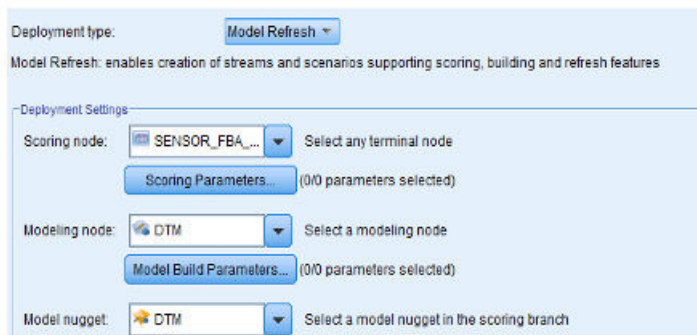 Deployment type: Model Refresh
Model Refresh: enables creation of streams and scenarios supporting scoring, building and refresh features
Deployment Settings
Scoring node: SENSOR_FBA_... Select any terminal node
Scoring Parameters... (0/0 parameters selected)
Modeling node: DTM Select a modeling node
Model Build Parameters... (0/0 parameters selected)
Model nugget: DTM Select a model nugget in the scoring branch